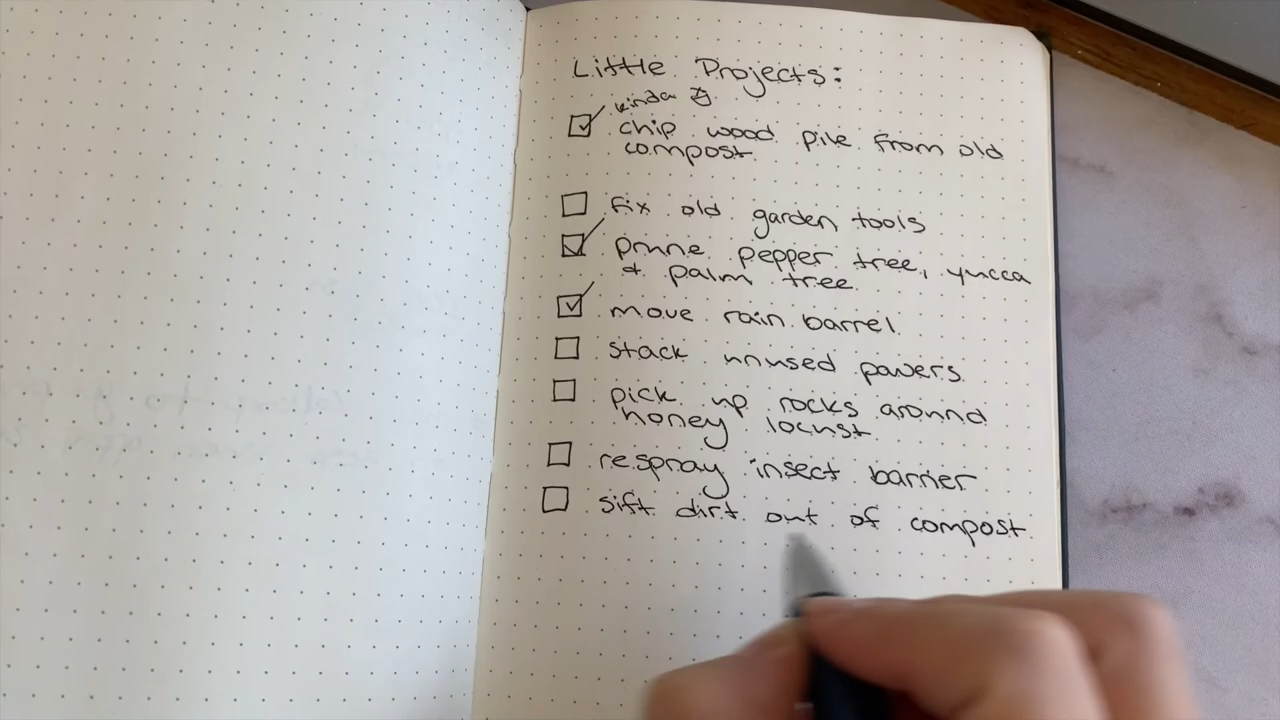 Little Projects:
kinda
chip wood pile from old
compost
fix old garden tools
prune pepper tree, yucca
& palm tree
move rain barrel
stack unused pavers
pick up rocks around
honey locust
respray insect barrier
sift dirt out of compost